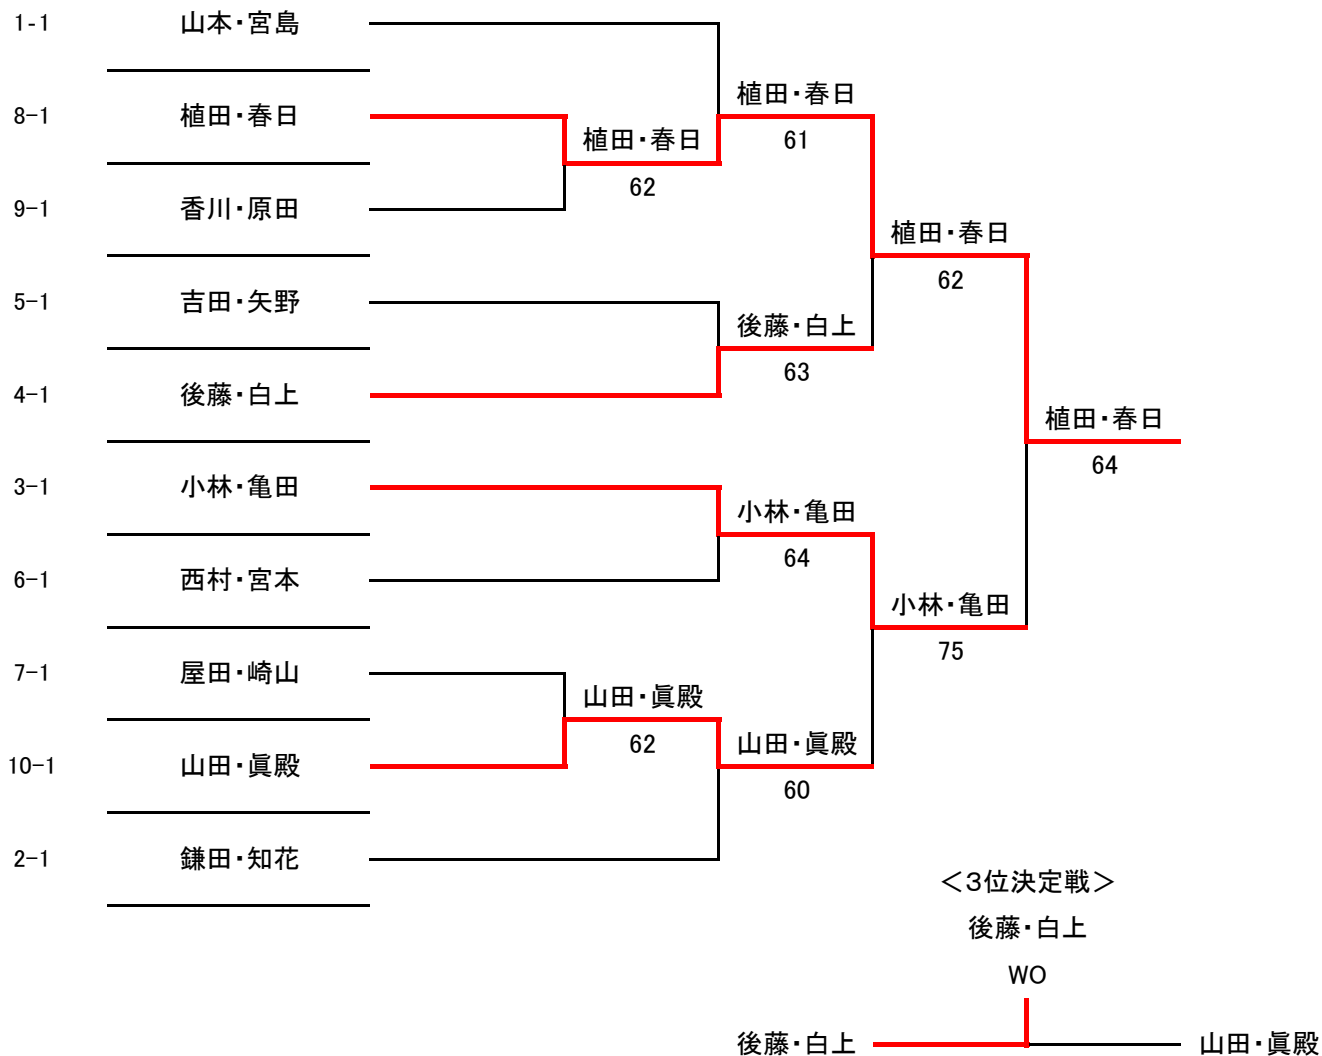 1-1 山本・宮島
植田・春日
8-1 植田・春日
植田・春日 61
62
9-1 香川・原田
植田・春日
62
5-1 吉田・矢野
後藤・白上
63
4-1 後藤・白上
植田・春日
64
3-1 小林・亀田
小林・亀田
64
6-1 西村・宮本
小林・亀田
75
7-1 屋田・崎山
山田・眞殿
62
山田・眞殿
10-1 山田・眞殿
60
2-1 鎌田・知花
＜3位決定戦＞
後藤・白上
WO
後藤・白上 山田・眞殿